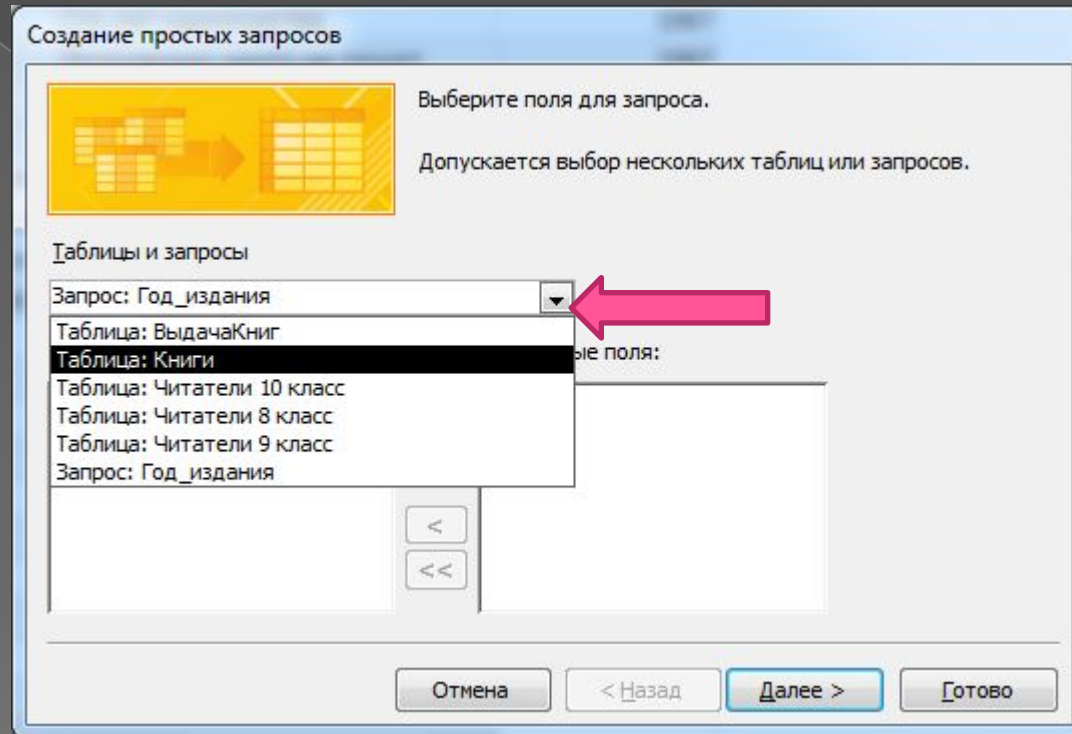 Создание простых запросов
Выберите поля для запроса.
Допускается выбор нескольких таблиц или запросов.
Таблицы и запросы
Запрос: Год_издания
Таблица: ВыдачаКниг
Таблица: Книги
ые поля:
Таблица: Читатели 10 класс
Таблица: Читатели 8 класс
Таблица: Читатели 9 класс
Запрос: Год_издания
<
<<
Отмена
< Назад
Далее >
Готово